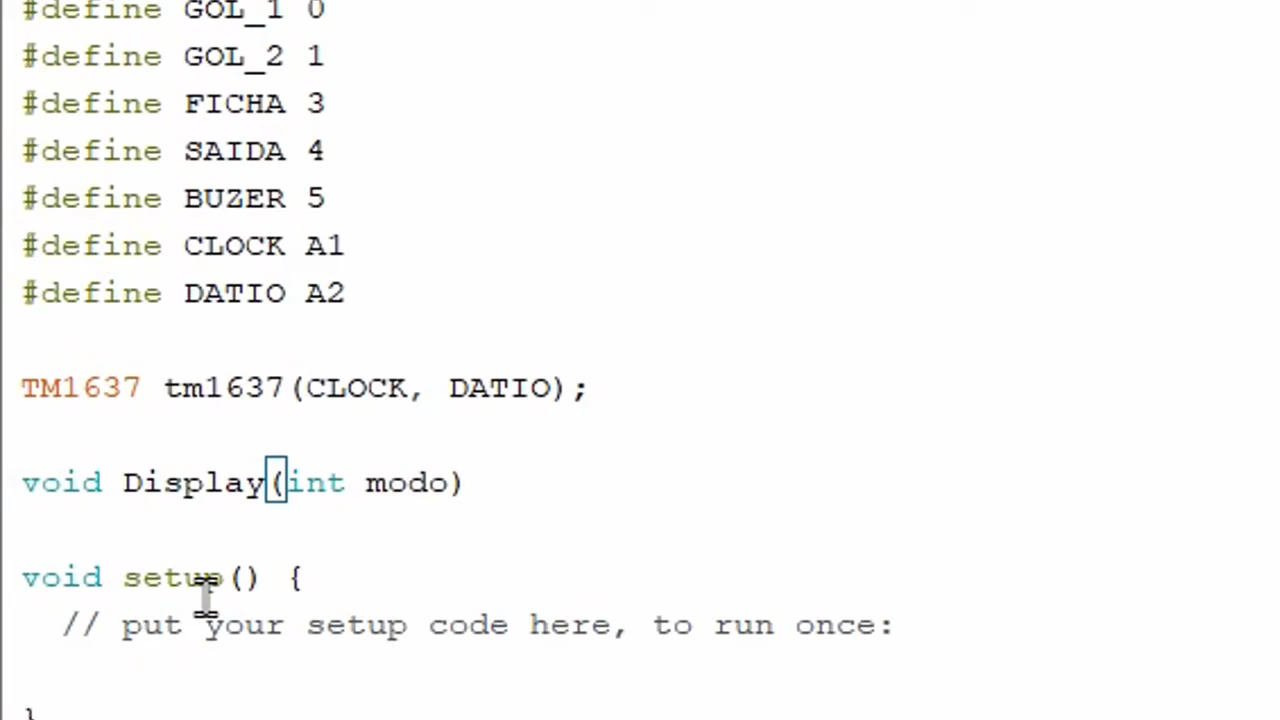 #define GOL_1 0
#define GOL_2 1
#define FICHA 3
#define SAIDA 4
#define BUZER 5
#define CLOCK A1
#define DATIO A2
TM1637 tm1637(CLOCK, DATIO);
void Display(int modo)
void setup() {
// put your setup code here, to run once:
}